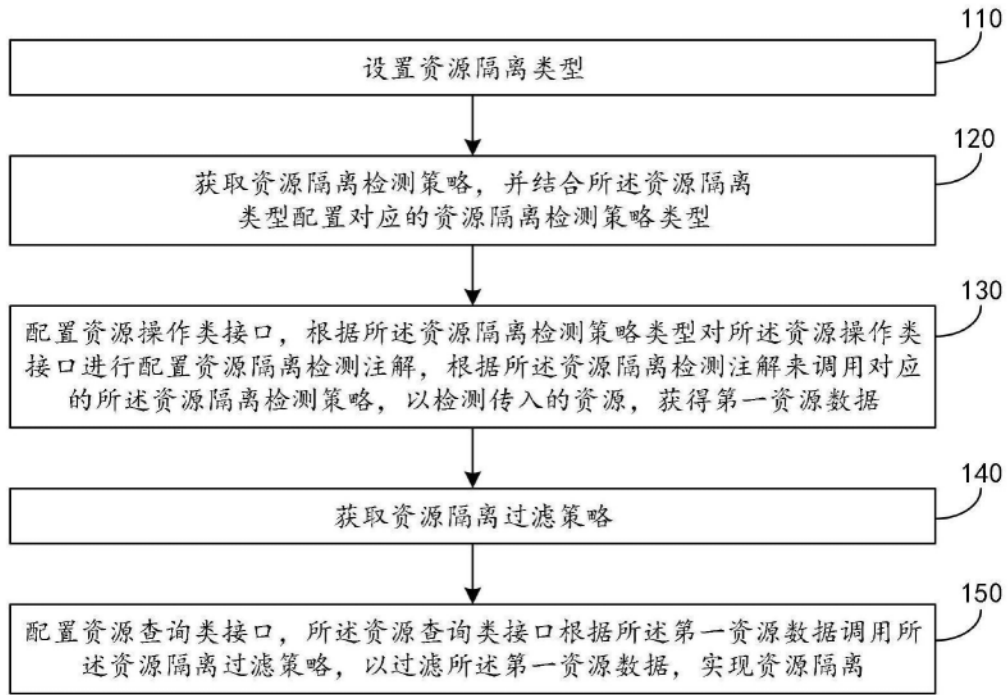 110
设置资源隔离类型
120
获取资源隔离检测策略，并结合所述资源隔离
类型配置对应的资源隔离检测策略类型
130
配置资源操作类接口，根据所述资源隔离检测策略类型对所述资源操作类
接口进行配置资源隔离检测注解，根据所述资源隔离检测注解来调用对应
的所述资源隔离检测策略，以检测传入的资源，获得第一资源数据
140
获取资源隔离过滤策略
150
配置资源查询类接口，所述资源查询类接口根据所述第一资源数据调用所
述资源隔离过滤策略，以过滤所述第一资源数据，实现资源隔离